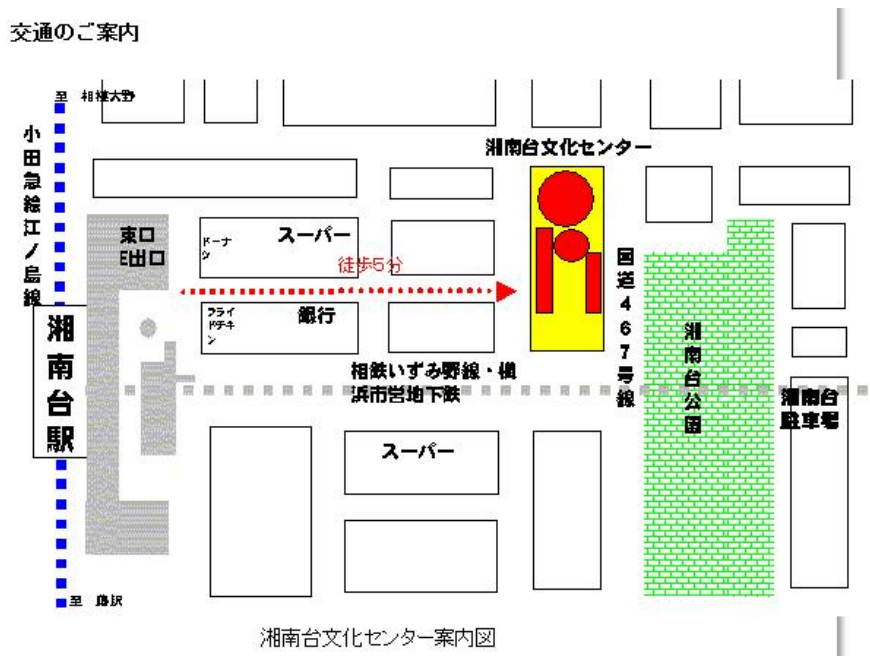 交通のご案内
至 相模大野
小田急絵江ノ島線
湘南台文化センター
東口
E出口
ドーナ
ツ
スーパー
徒歩5分
国道467号線
フライ
ドチキ
ン
銀行
湘南台駅
相鉄いずみ野線・横
浜市営地下鉄
湘南台公園
湘南台
駐車場
スーパー
至 藤沢
湘南台文化センター案内図